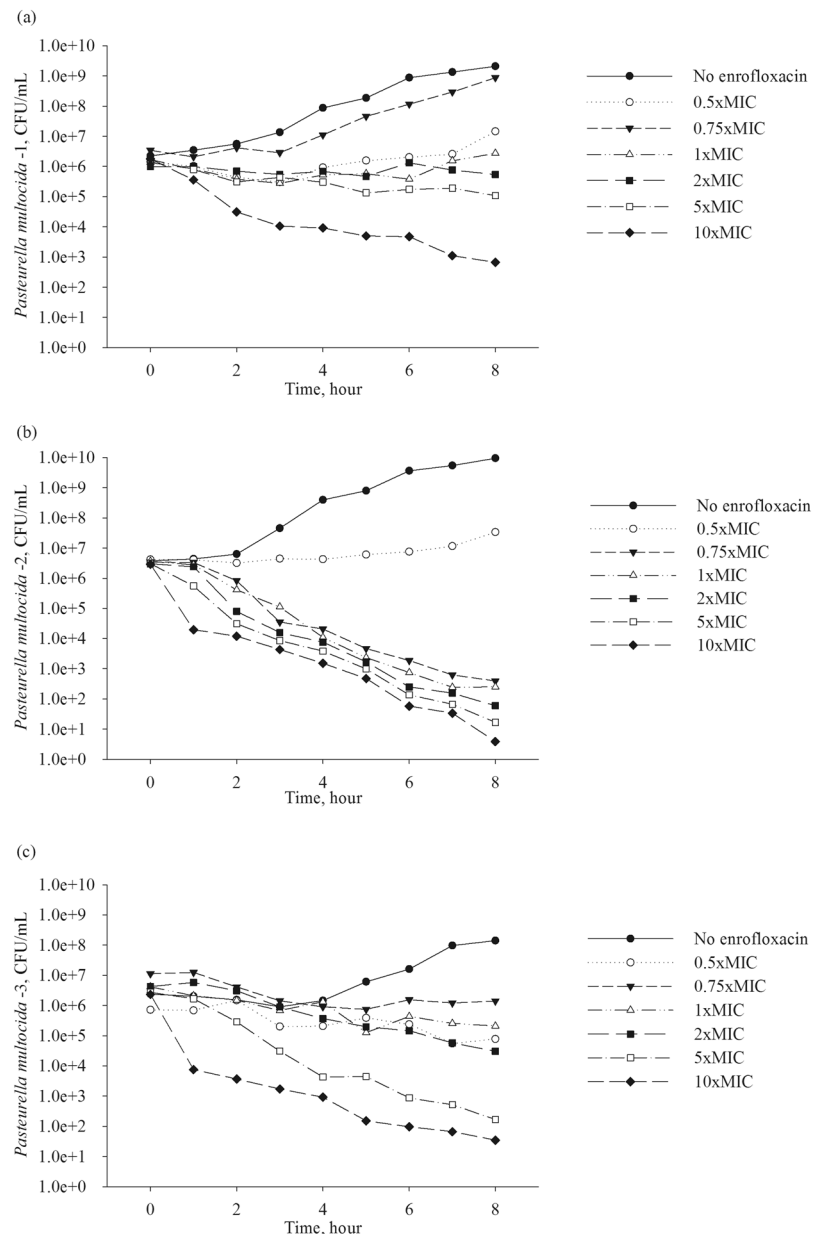 (a)
1.0e+10
1.0e+9
1.0e+8
1.0e+7
1.0e+6
1.0e+5
1.0e+4
1.0e+3
1.0e+2
1.0e+1
1.0e+0
Pasteurella multocida -1, CFU/mL
0 2 4 6 8
Time, hour
No enrofloxacin
0.5xMIC
0.75xMIC
1xMIC
2xMIC
5xMIC
10xMIC
(b)
1.0e+10
1.0e+9
1.0e+8
1.0e+7
1.0e+6
1.0e+5
1.0e+4
1.0e+3
1.0e+2
1.0e+1
1.0e+0
Pasteurella multocida -2, CFU/mL
0 2 4 6 8
Time, hour
No enrofloxacin
0.5xMIC
0.75xMIC
1xMIC
2xMIC
5xMIC
10xMIC
(c)
1.0e+10
1.0e+9
1.0e+8
1.0e+7
1.0e+6
1.0e+5
1.0e+4
1.0e+3
1.0e+2
1.0e+1
1.0e+0
Pasteurella multocida -3, CFU/mL
0 2 4 6 8
Time, hour
No enrofloxacin
0.5xMIC
0.75xMIC
1xMIC
2xMIC
5xMIC
10xMIC